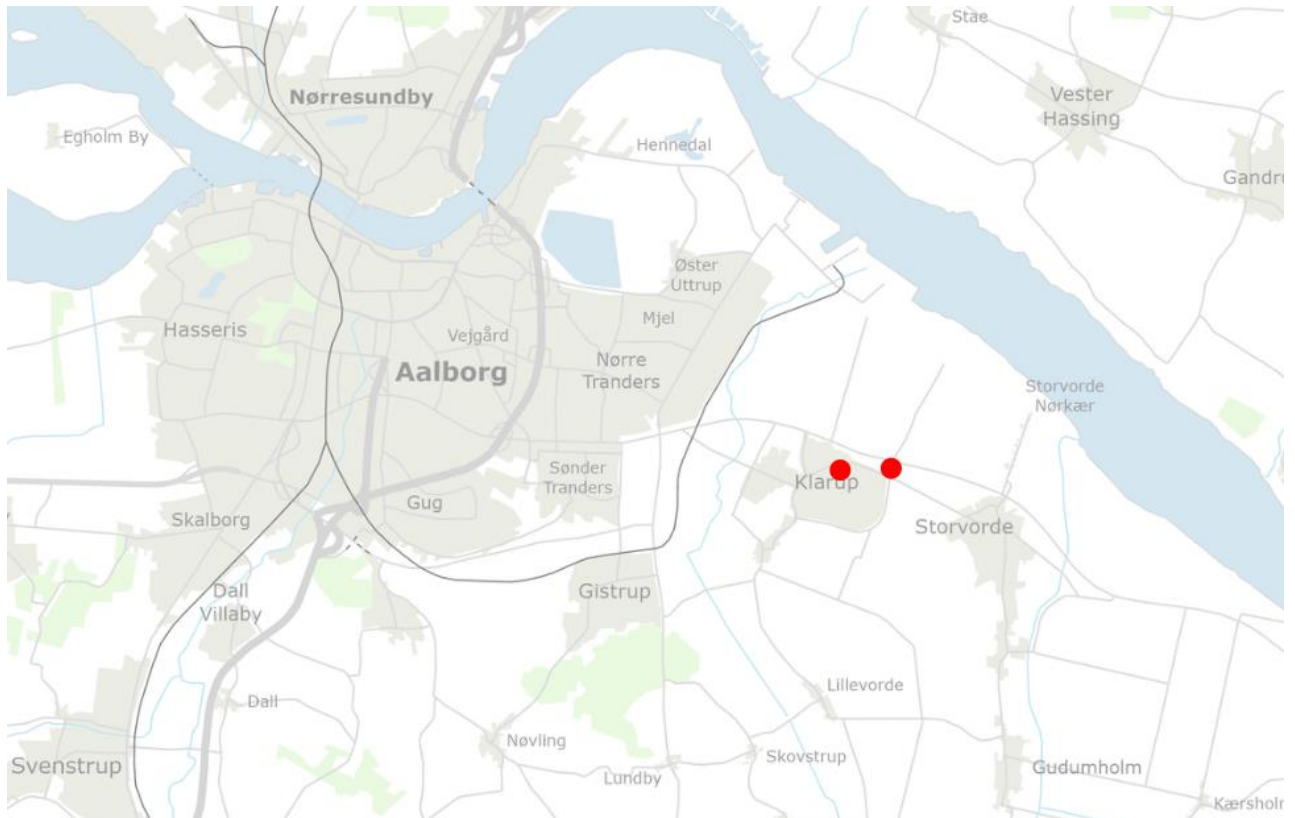 Stae
Nørresundby
Vester
Hassing
Egholm By
Hennedal
Gandru
Øster
Uttrup
Mjel
Hasseris
Vejgård
Nørre
Tranders
Aalborg
Storvorde
Nørkær
Sønder
Tranders
Klarup
Gug
Skalborg
Storvorde
Dall
Villaby
Gistrup
Lillevorde
Dall
Nøvling
Skovstrup
Svenstrup
Lundby
Gudumholm
Kærsholm